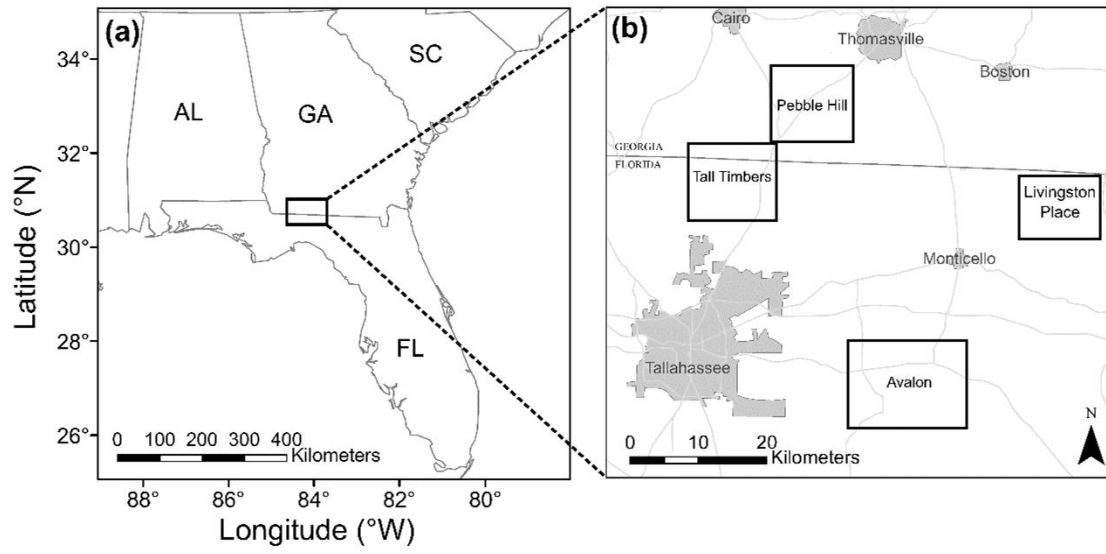 (a)
SC
AL
GA
FL
34°
32°
30°
28°
26°
Latitude (°N)
0 100 200 300 400
Kilometers
88° 86° 84° 82° 80°
Longitude (°W)
(b)
Cairo
Thomasville
Boston
Pebble Hill
GEORGIA
FLORIDA
Tall Timbers
Livingston
Place
Monticello
Tallahassee
Avalon
N
0 10 20
Kilometers